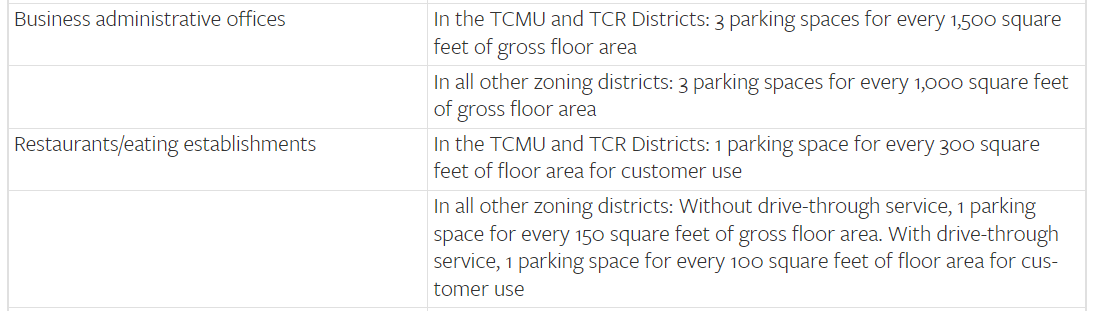 Business administrative offices
In the TCMU and TCR Districts: 3 parking spaces for every 1,500 square
feet of gross floor area
In all other zoning districts: 3 parking spaces for every 1,000 square feet
of gross floor area
Restaurants/eating establishments
In the TCMU and TCR Districts: 1 parking space for every 300 square
feet of floor area for customer use
In all other zoning districts: Without drive-through service, 1 parking
space for every 150 square feet of gross floor area. With drive-through
service, 1 parking space for every 100 square feet of floor area for cus-
tomer use